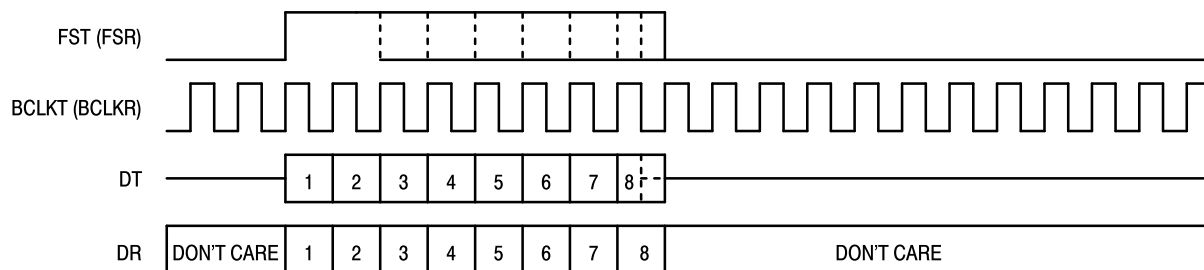 FST (FSR)
BCLKT (BCLKR)
DT 1 2 3 4 5 6 7 8
DR DON'T CARE 1 2 3 4 5 6 7 8 DON'T CARE